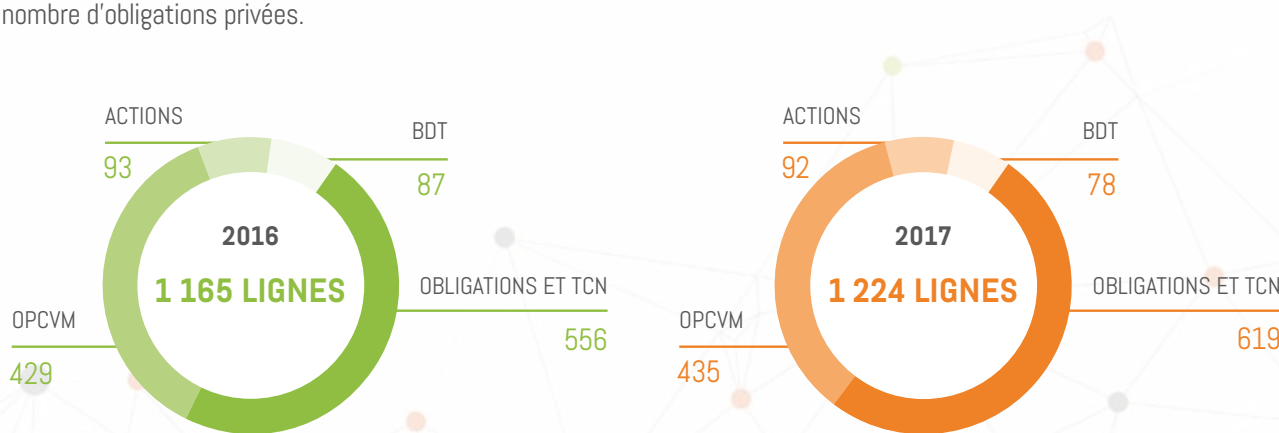 nombre d'obligations privées.
ACTIONS
93
BDT
87
2016
1 165 LIGNES
OBLIGATIONS ET TCN
556
OPCVM
429
ACTIONS
92
BDT
78
2017
1 224 LIGNES
OBLIGATIONS ET TCN
619
OPCVM
435